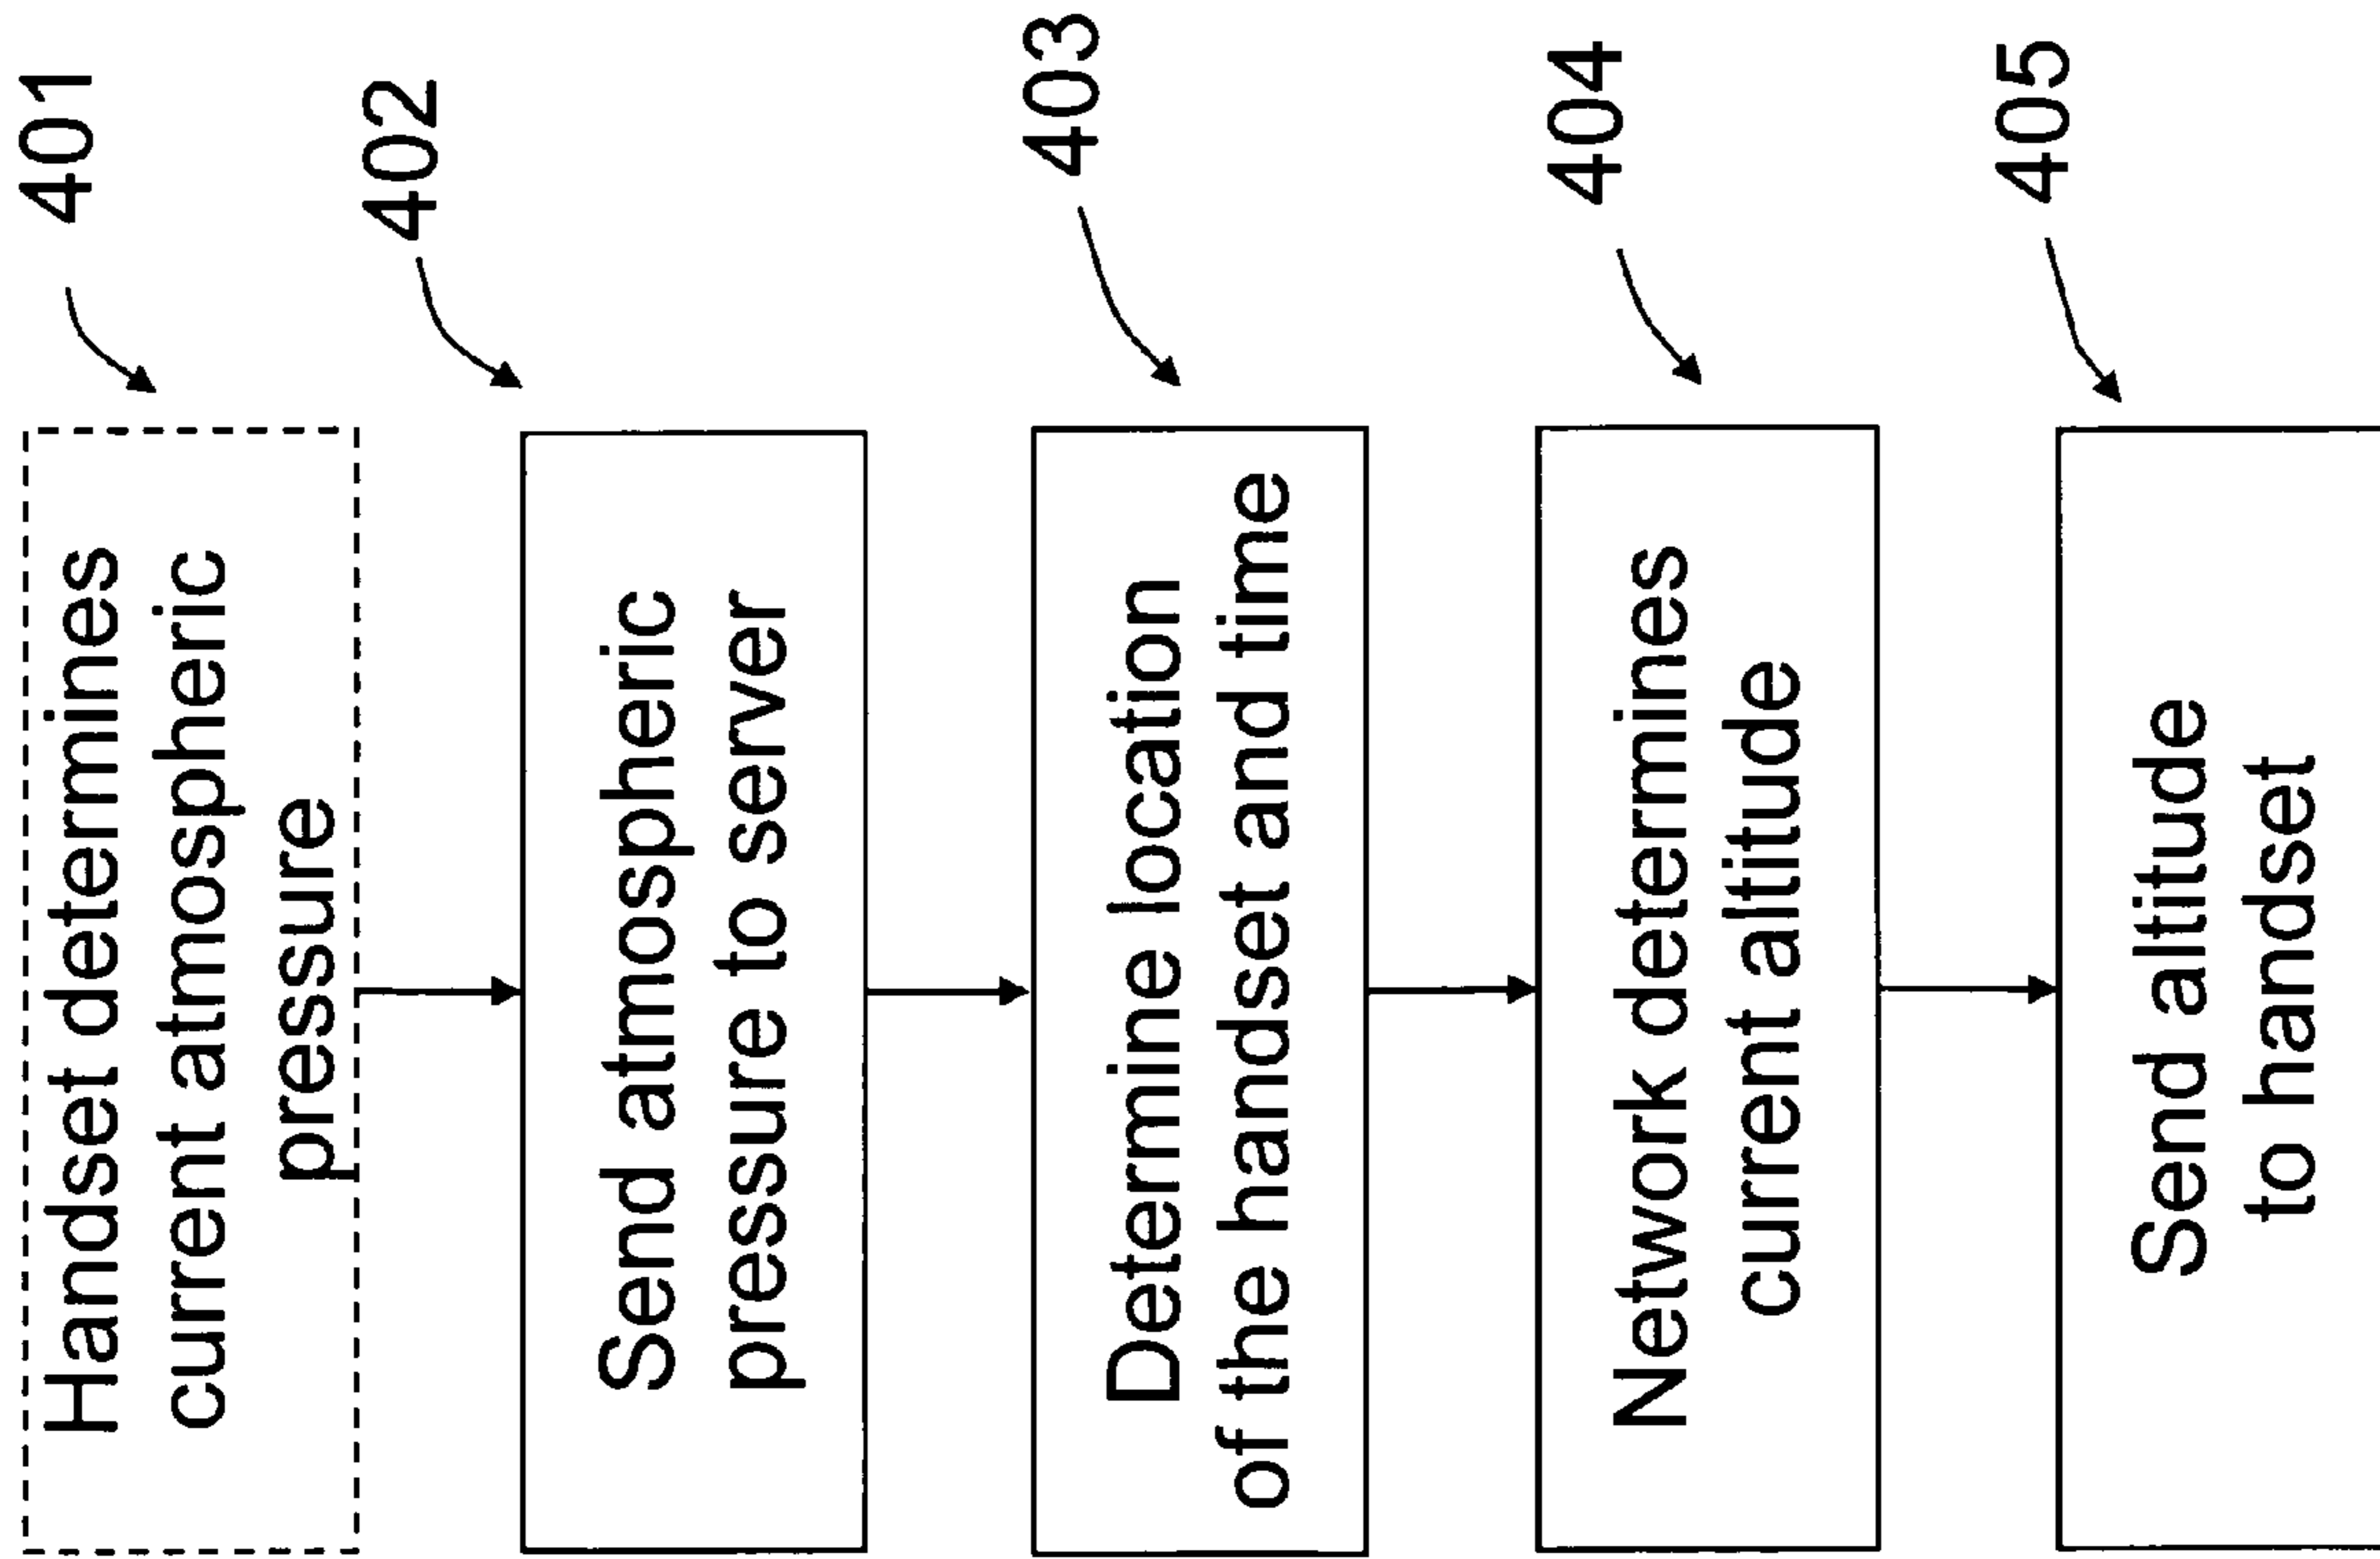 401
Handset determines
current atmospheric
pressure
402
Send atmospheric
pressure to server
403
Determine location
of the handset and time
404
Network determines
current altitude
405
Send altitude
to handset